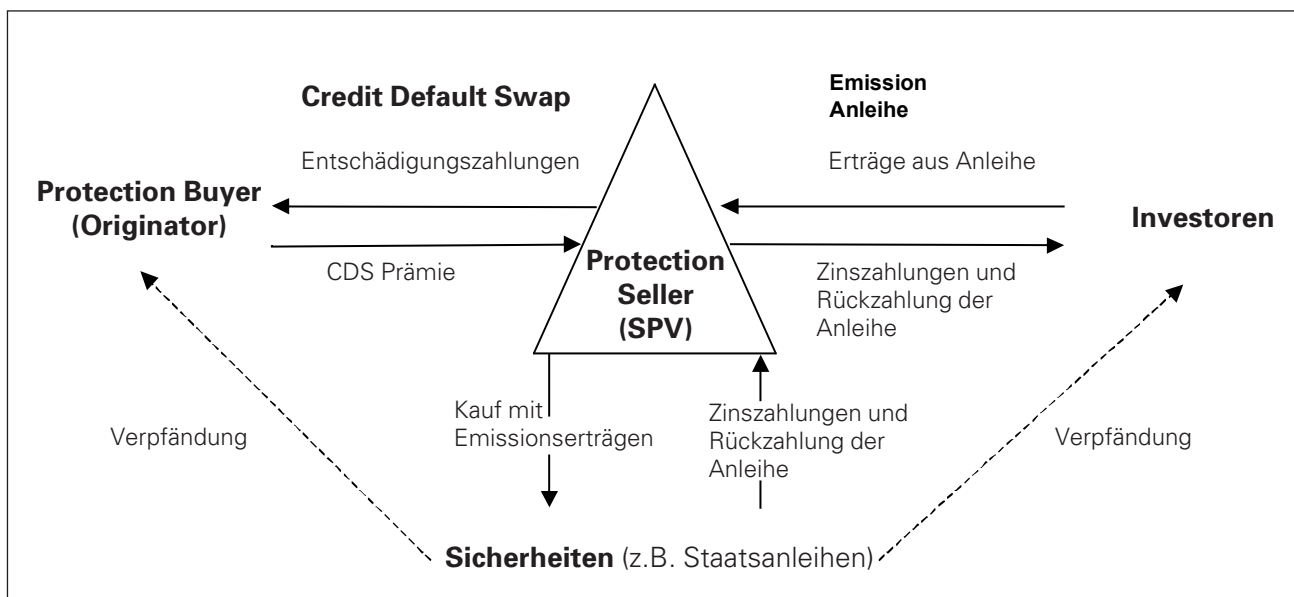 Credit Default Swap
Emission
Anleihe
Entschädigungszahlungen
Erträge aus Anleihe
Protection Buyer
(Originator)
Investoren
CDS Prämie
Protection
Seller
(SPV)
Zinszahlungen und
Rückzahlung der
Anleihe
Verpfändung
Kauf mit
Emissionserträgen
Zinszahlungen und
Rückzahlung der
Anleihe
Verpfändung
Sicherheiten (z.B. Staatsanleihen)